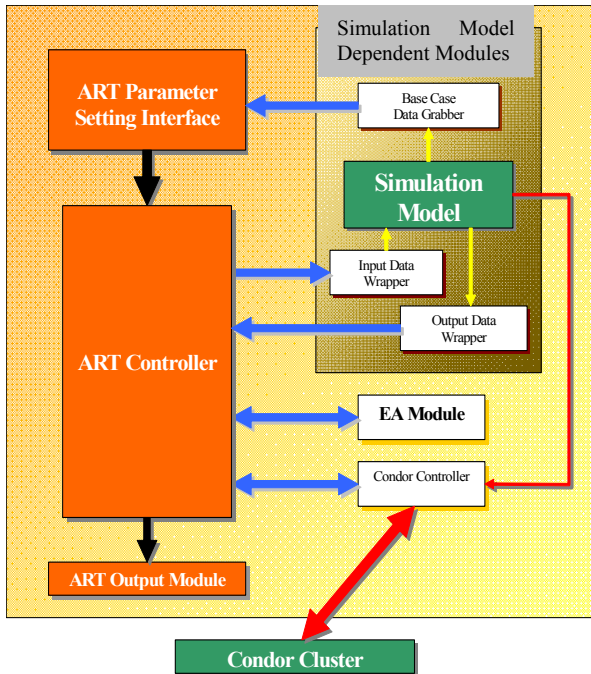 Simulation Model
Dependent Modules
ART Parameter
Setting Interface
Base Case
Data Grabber
Simulation
Model
Input Data
Wrapper
Output Data
Wrapper
ART Controller
EA Module
Condor Controller
ART Output Module
Condor Cluster